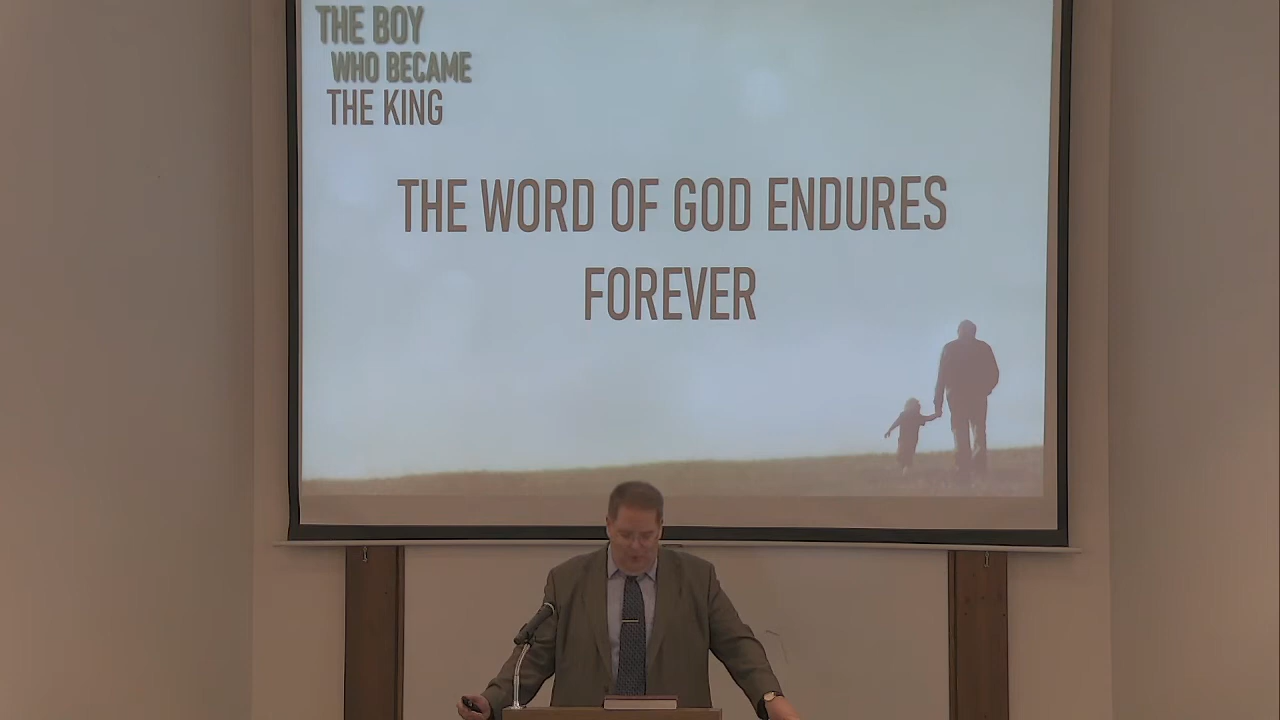 THE BOY
WHO BECAME
THE KING
THE WORD OF GOD ENDURES
FOREVER